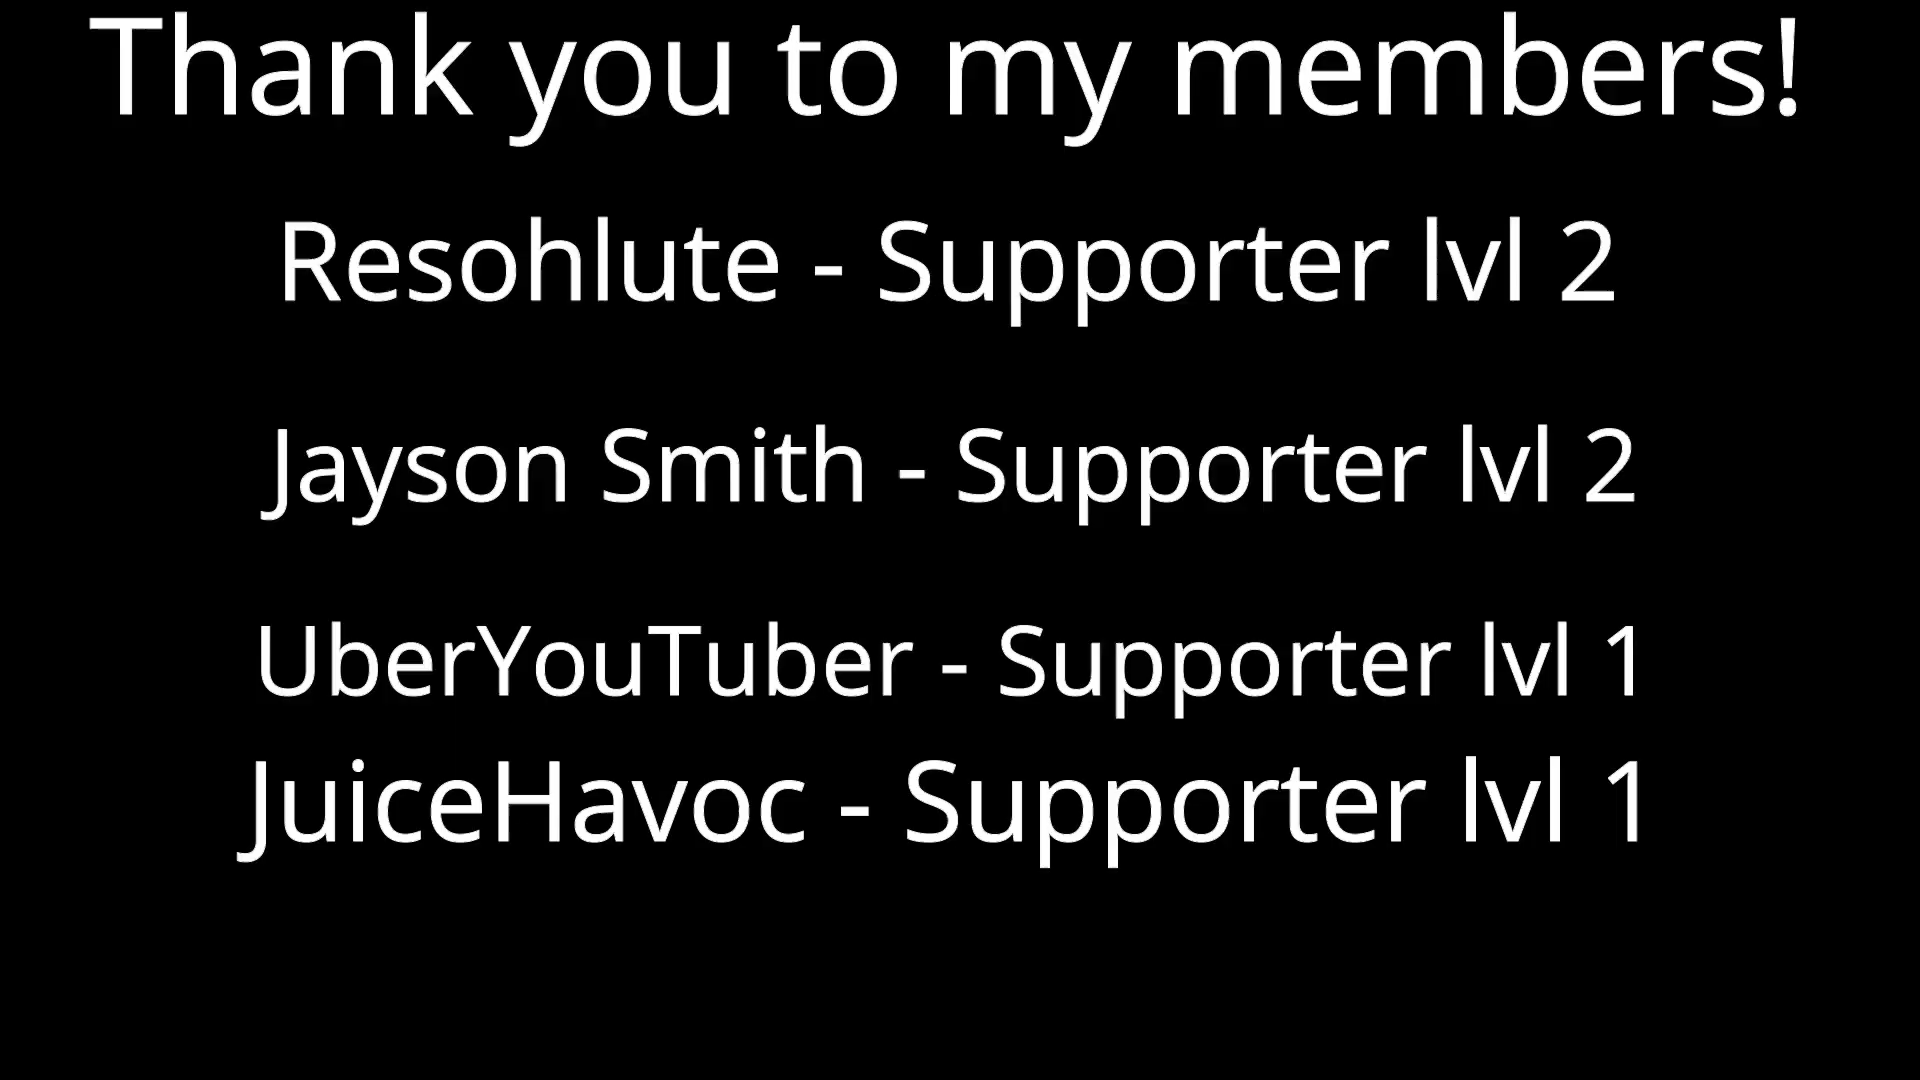 Thank you to my members!
Resohlute - Supporter lvl 2
Jayson Smith - Supporter lvl 2
UberYouTuber - Supporter lvl 1
JuiceHavoc - Supporter lvl 1